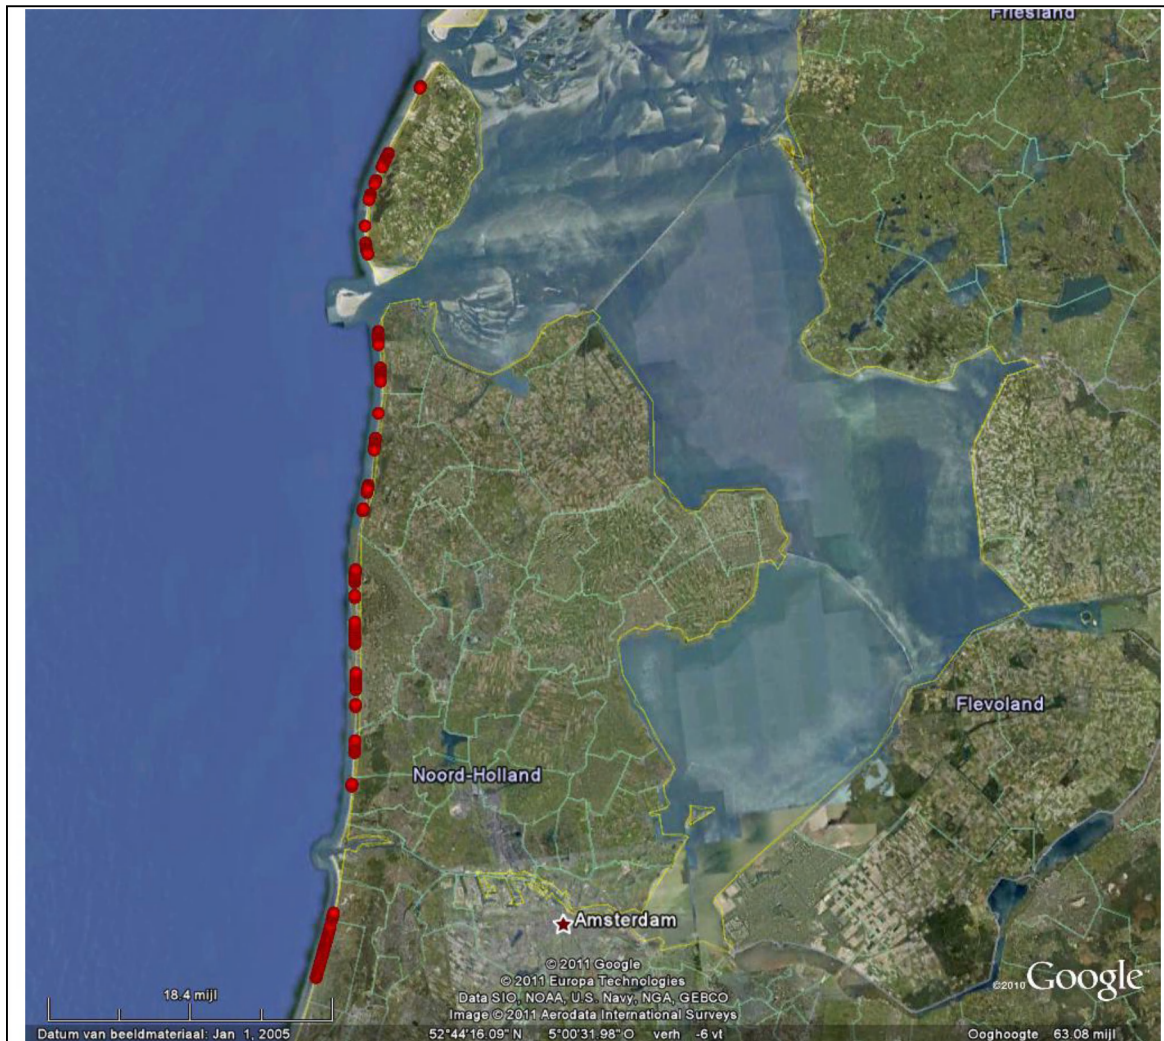 Friesland
Flevoland
Noord-Holland
Amsterdam
© 2011 Google
© 2011 Europa Technologies
Data SIO, NOAA, U.S. Navy, NGA, GEBCO
Image © 2011 Aerodata International Surveys
©2010 Google
18.4 mijl
Datum van beeldmateriaal: Jan 1, 2005 52°44'16.09" N 5°00'31.98" O verh -6 vt Ooghoogte 63.08 mijl